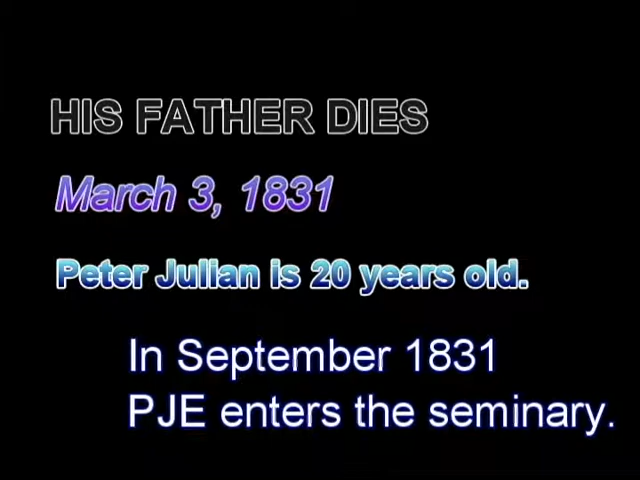 HIS FATHER DIES
March 3, 1831
Peter Julian is 20 years old.
In September 1831
PJE enters the seminary.